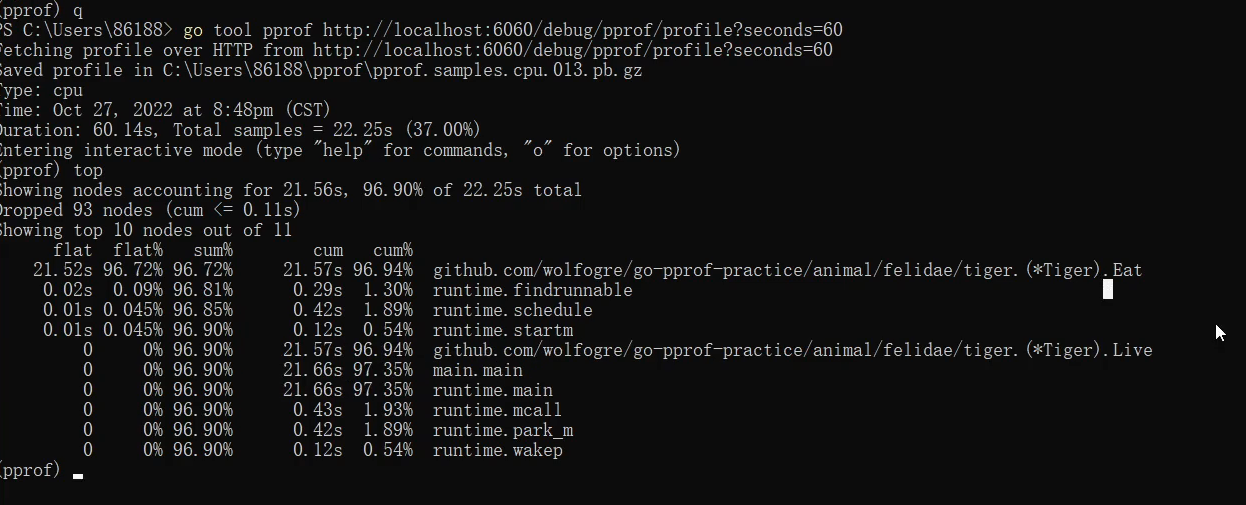 (pprof) q
PS C:\Users\86188> go tool pprof http://localhost:6060/debug/pprof/profile?seconds=60
Fetching profile over HTTP from http://localhost:6060/debug/pprof/profile?seconds=60
Saved profile in C:\Users\86188\pprof\pprof.samples.cpu.013.pb.gz
Type: cpu
Time: Oct 27, 2022 at 8:48pm (CST)
Duration: 60.14s, Total samples = 22.25s (37.00%)
Entering interactive mode (type "help" for commands, "o" for options)
(pprof) top
Showing nodes accounting for 21.56s, 96.90% of 22.25s total
Dropped 93 nodes (cum <= 0.11s)
Showing top 10 nodes out of 11
flat flat% sum% cum cum%
21.52s 96.72% 96.72% 21.57s 96.94% github.com/wolfogre/go-pprof-practice/animal/felidae/tiger.(*Tiger).Eat
0.02s 0.09% 96.81% 0.29s 1.30% runtime.findrunnable
0.01s 0.045% 96.85% 0.42s 1.89% runtime.schedule
0.01s 0.045% 96.90% 0.12s 0.54% runtime.startm
0 0% 96.90% 21.57s 96.94% github.com/wolfogre/go-pprof-practice/animal/felidae/tiger.(*Tiger).Live
0 0% 96.90% 21.66s 97.35% main.main
0 0% 96.90% 21.66s 97.35% runtime.main
0 0% 96.90% 0.43s 1.93% runtime.mcall
0 0% 96.90% 0.42s 1.89% runtime.park_m
0 0% 96.90% 0.12s 0.54% runtime.wakep
(pprof)